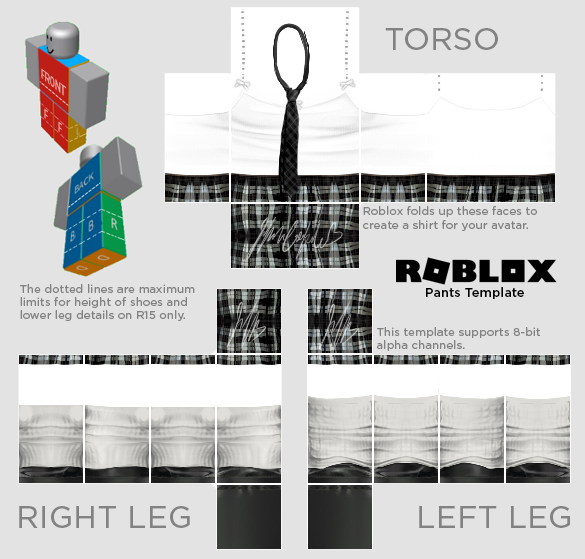 TORSO
FRONT
F F L
BACK
B B R
Roblox folds up these faces to
create a shirt for your avatar.
ROBLOX
Pants Template
The dotted lines are maximum
limits for height of shoes and
lower leg details on R15 only.
This template supports 8-bit
alpha channels.
RIGHT LEG
LEFT LEG